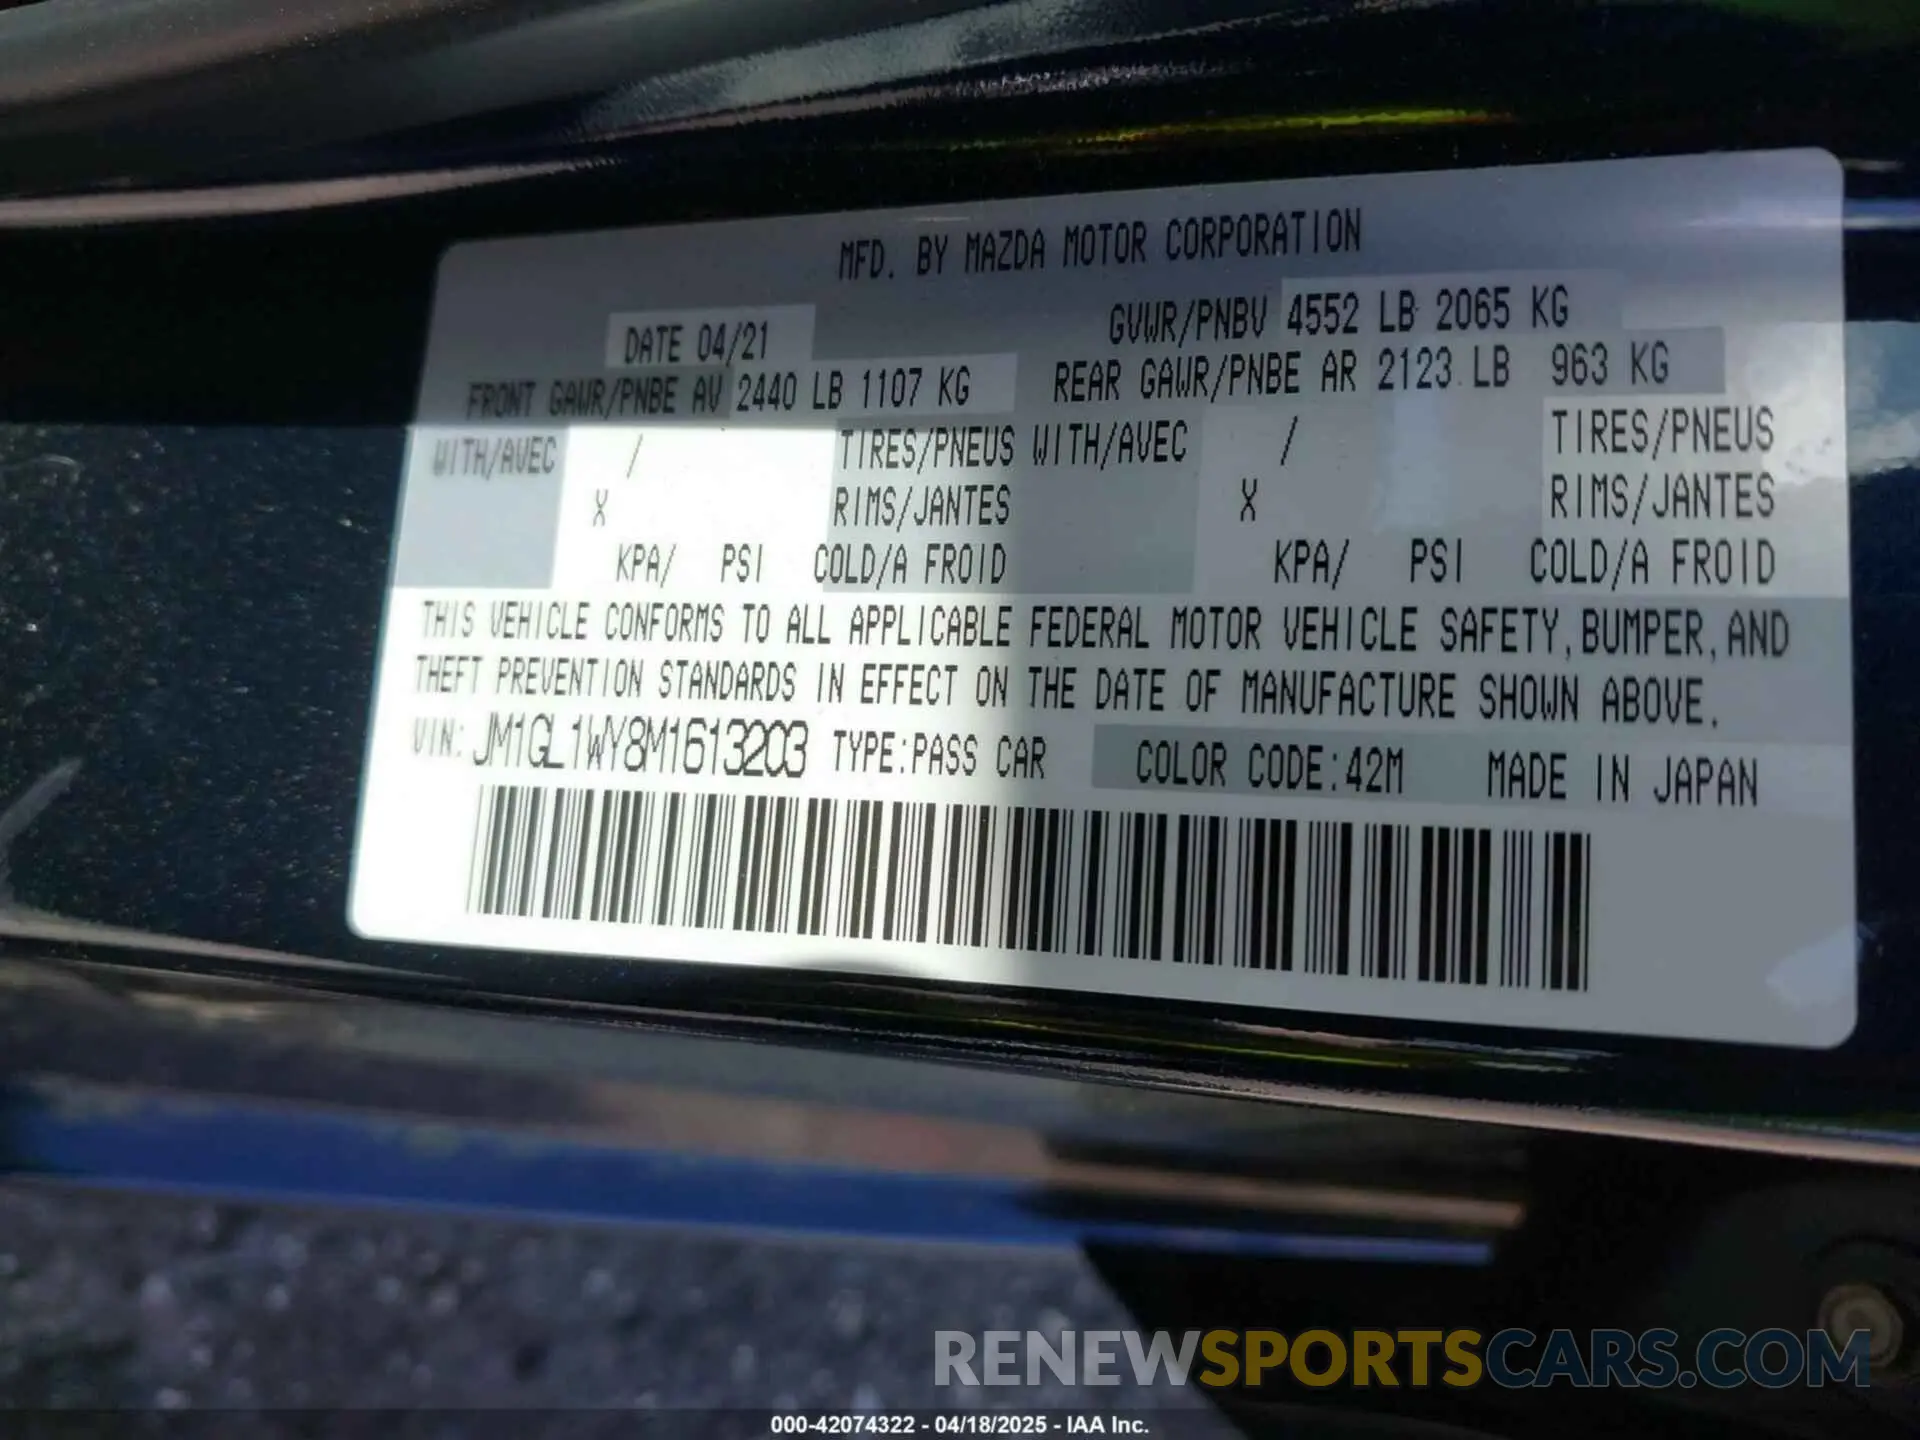 MFD. BY MAZDA MOTOR CORPORATION
DATE 04/21 GVWR/PNBV 4552 LB 2065 KG
FRONT GAWR/PNBE AV 2440 LB 1107 KG REAR GAWR/PNBE AR 2123 LB 963 KG
WITH/AVEC / TIRES/PNEUS WITH/AVEC / TIRES/PNEUS
X RIMS/JANTES X RIMS/JANTES
KPA/ PSI COLD/A FROID KPA/ PSI COLD/A FROID
THIS VEHICLE CONFORMS TO ALL APPLICABLE FEDERAL MOTOR VEHICLE SAFETY, BUMPER, AND
THEFT PREVENTION STANDARDS IN EFFECT ON THE DATE OF MANUFACTURE SHOWN ABOVE.
VIN: JM1GL1WY8M1613203 TYPE:PASS CAR COLOR CODE:42M MADE IN JAPAN
RENEWSPORTSCARS.COM
000-42074322 - 04/18/2025 - IAA Inc.